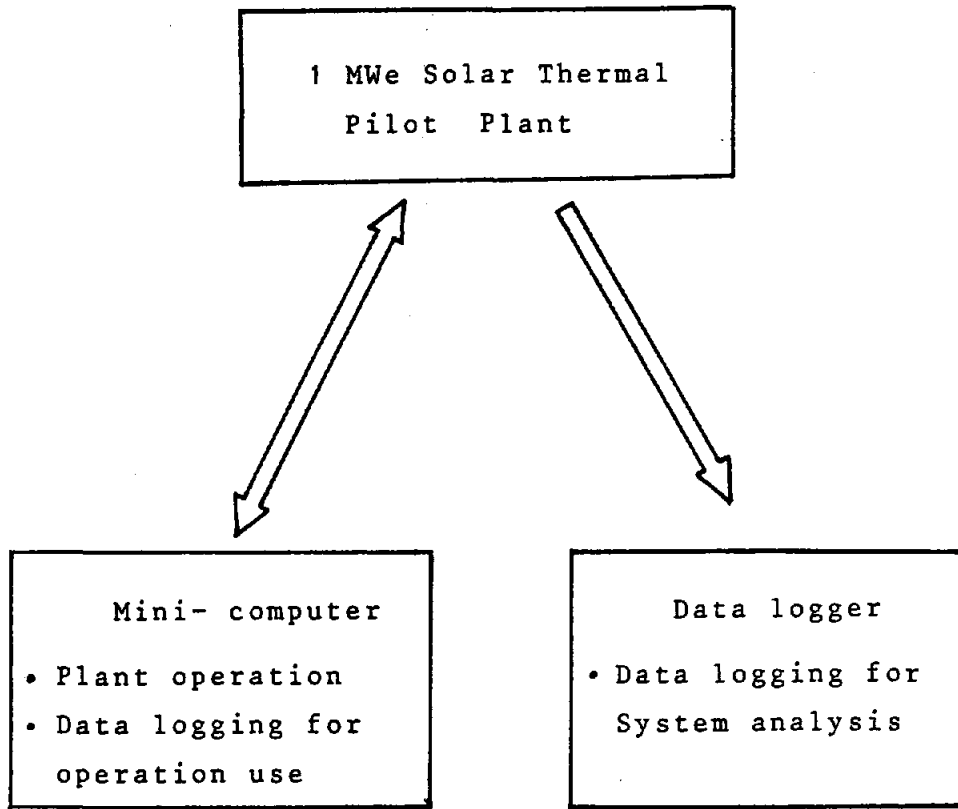 1 MWe Solar Thermal
Pilot Plant
Mini- computer
• Plant operation
• Data logging for
operation use
Data logger
• Data logging for
System analysis